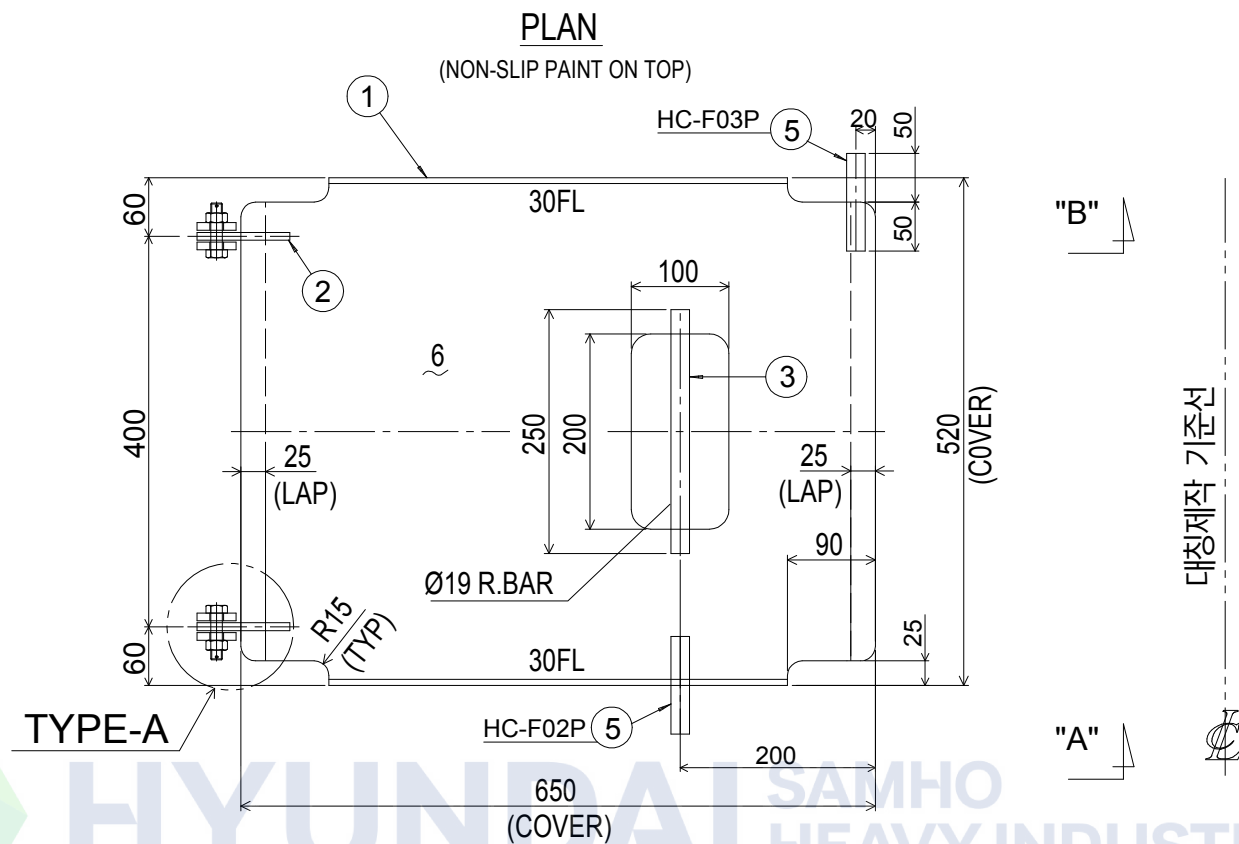 PLAN
(NON-SLIP PAINT ON TOP)
1
HC-F03P 5
20
50
60
30FL
50
"B"
2
100
6
3
400
250
200
520
(COVER)
25
(LAP)
25
(LAP)
90
대칭제작 기준선
Ø19 R.BAR
R15
(TYP)
25
60
30FL
TYPE-A
HC-F02P 5
"A"
200
650
(COVER)
HYUNDAI SAMHO
HEAVY INDUST